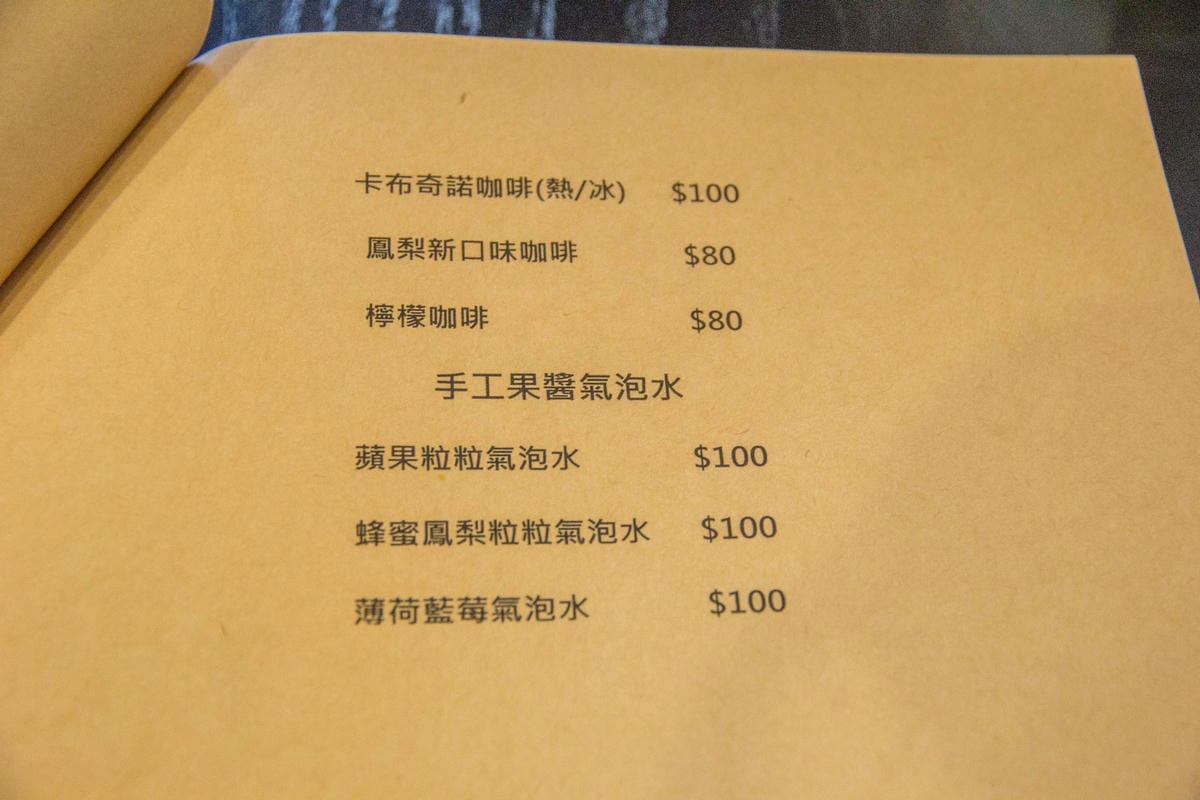 卡布奇諾咖啡(熱/冰) $100
鳳梨新口味咖啡 $80
檸檬咖啡 $80
手工果醬氣泡水
蘋果粒粒氣泡水 $100
蜂蜜鳳梨粒粒氣泡水 $100
薄荷藍莓氣泡水 $100